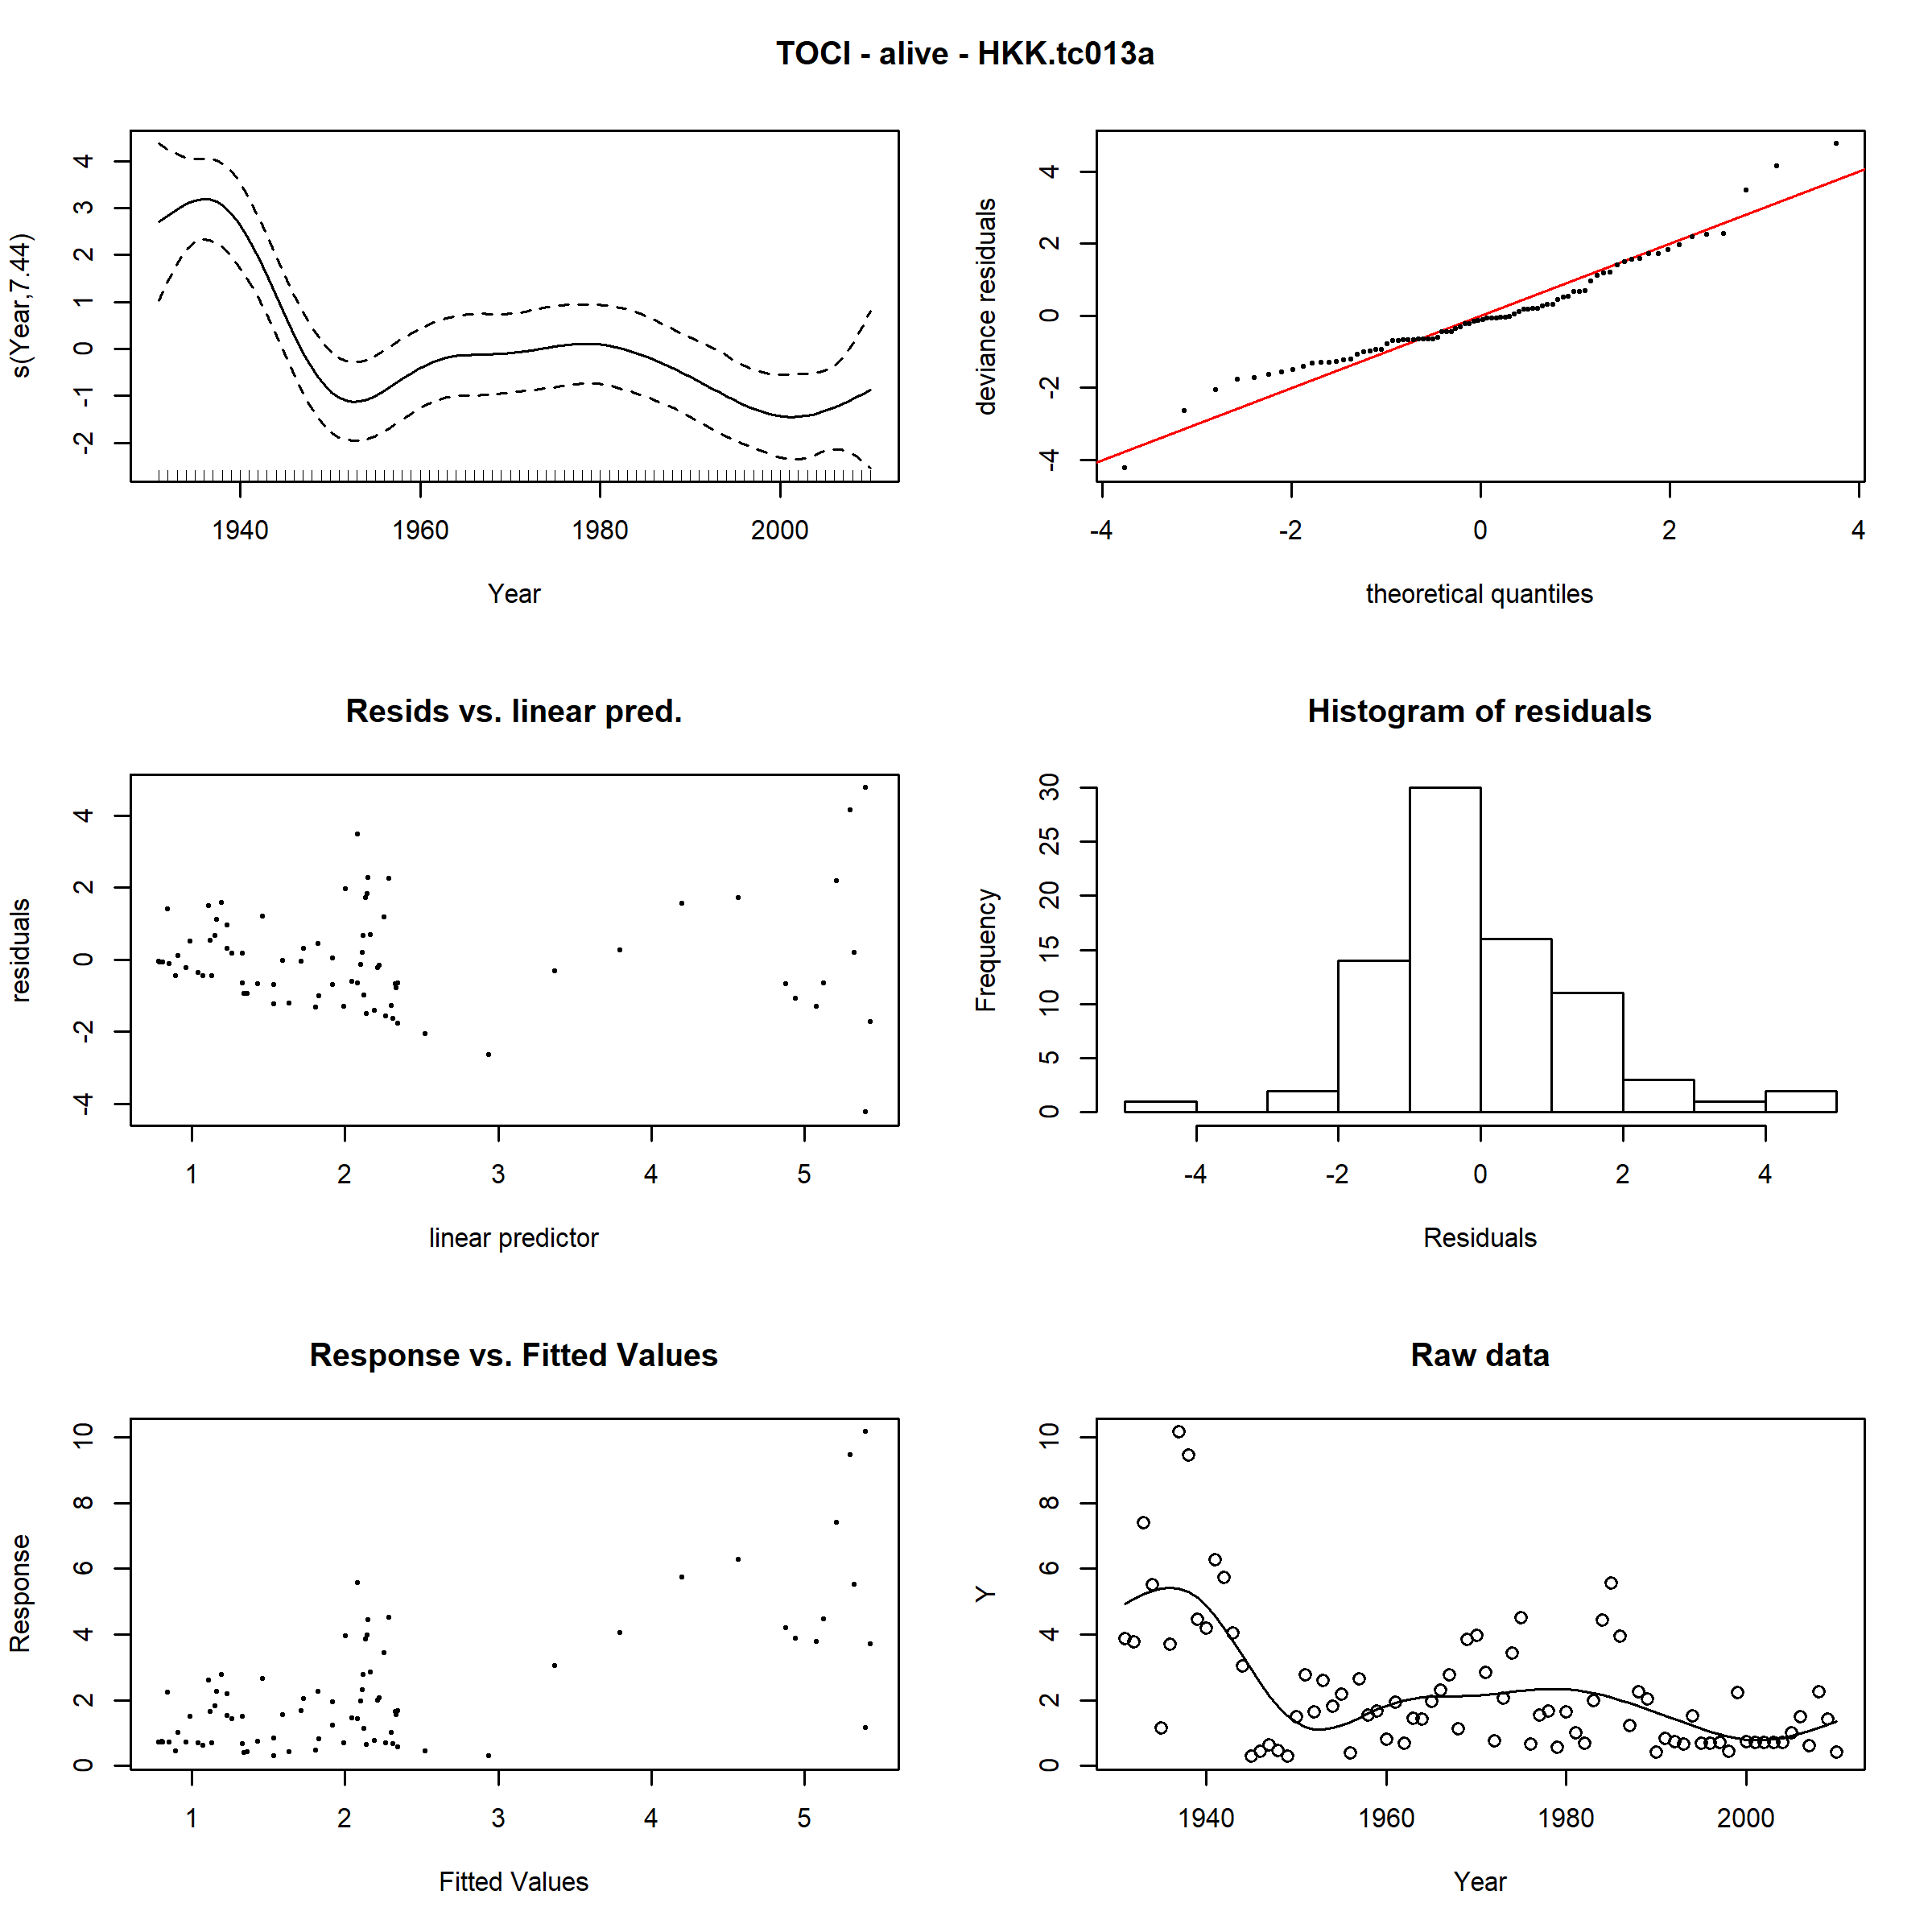 TOCI - alive - HKK.tc013a
s(Year,7.44)
-2 -1 0 1 2 3 4
1940 1960 1980 2000
Year
deviance residuals
-4 -2 0 2 4
-4 -2 0 2 4
theoretical quantiles
Resids vs. linear pred.
residuals
-4 -2 0 2 4
1 2 3 4 5
linear predictor
Histogram of residuals
Frequency
0 5 10 15 20 25 30
-4 -2 0 2 4
Residuals
Response vs. Fitted Values
Response
0 2 4 6 8 10
1 2 3 4 5
Fitted Values
Raw data
Y
0 2 4 6 8 10
1940 1960 1980 2000
Year